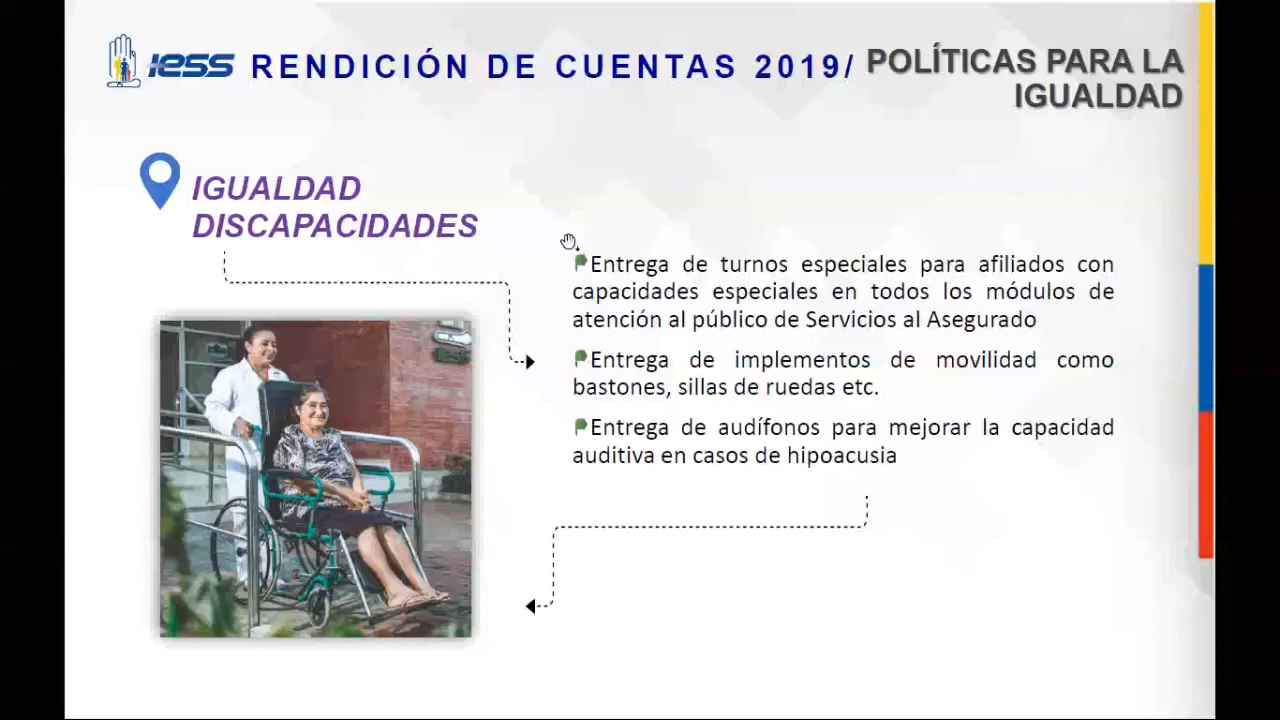 IESS RENDICIÓN DE CUENTAS 2019/ POLÍTICAS PARA LA
IGUALDAD
IGUALDAD
DISCAPACIDADES
Entrega de turnos especiales para afiliados con
capacidades especiales en todos los módulos de
atención al público de Servicios al Asegurado
Entrega de implementos de movilidad como
bastones, sillas de ruedas etc.
Entrega de audífonos para mejorar la capacidad
auditiva en casos de hipoacusia